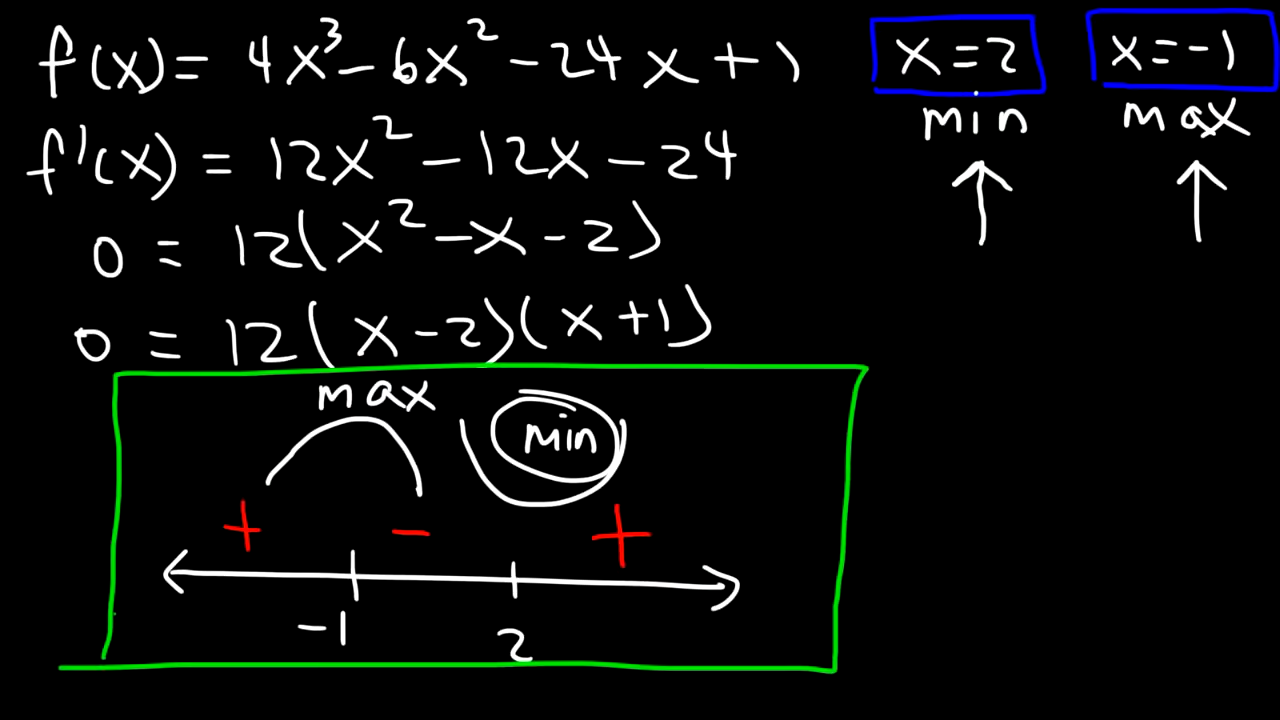 f(x) = 4x³ - 6x² - 24x + 1
f'(x) = 12x² - 12x - 24
0 = 12(x² - x - 2)
0 = 12(x - 2)(x + 1)
x = 2
min
x = -1
max
max
min
+ - +
-1 2